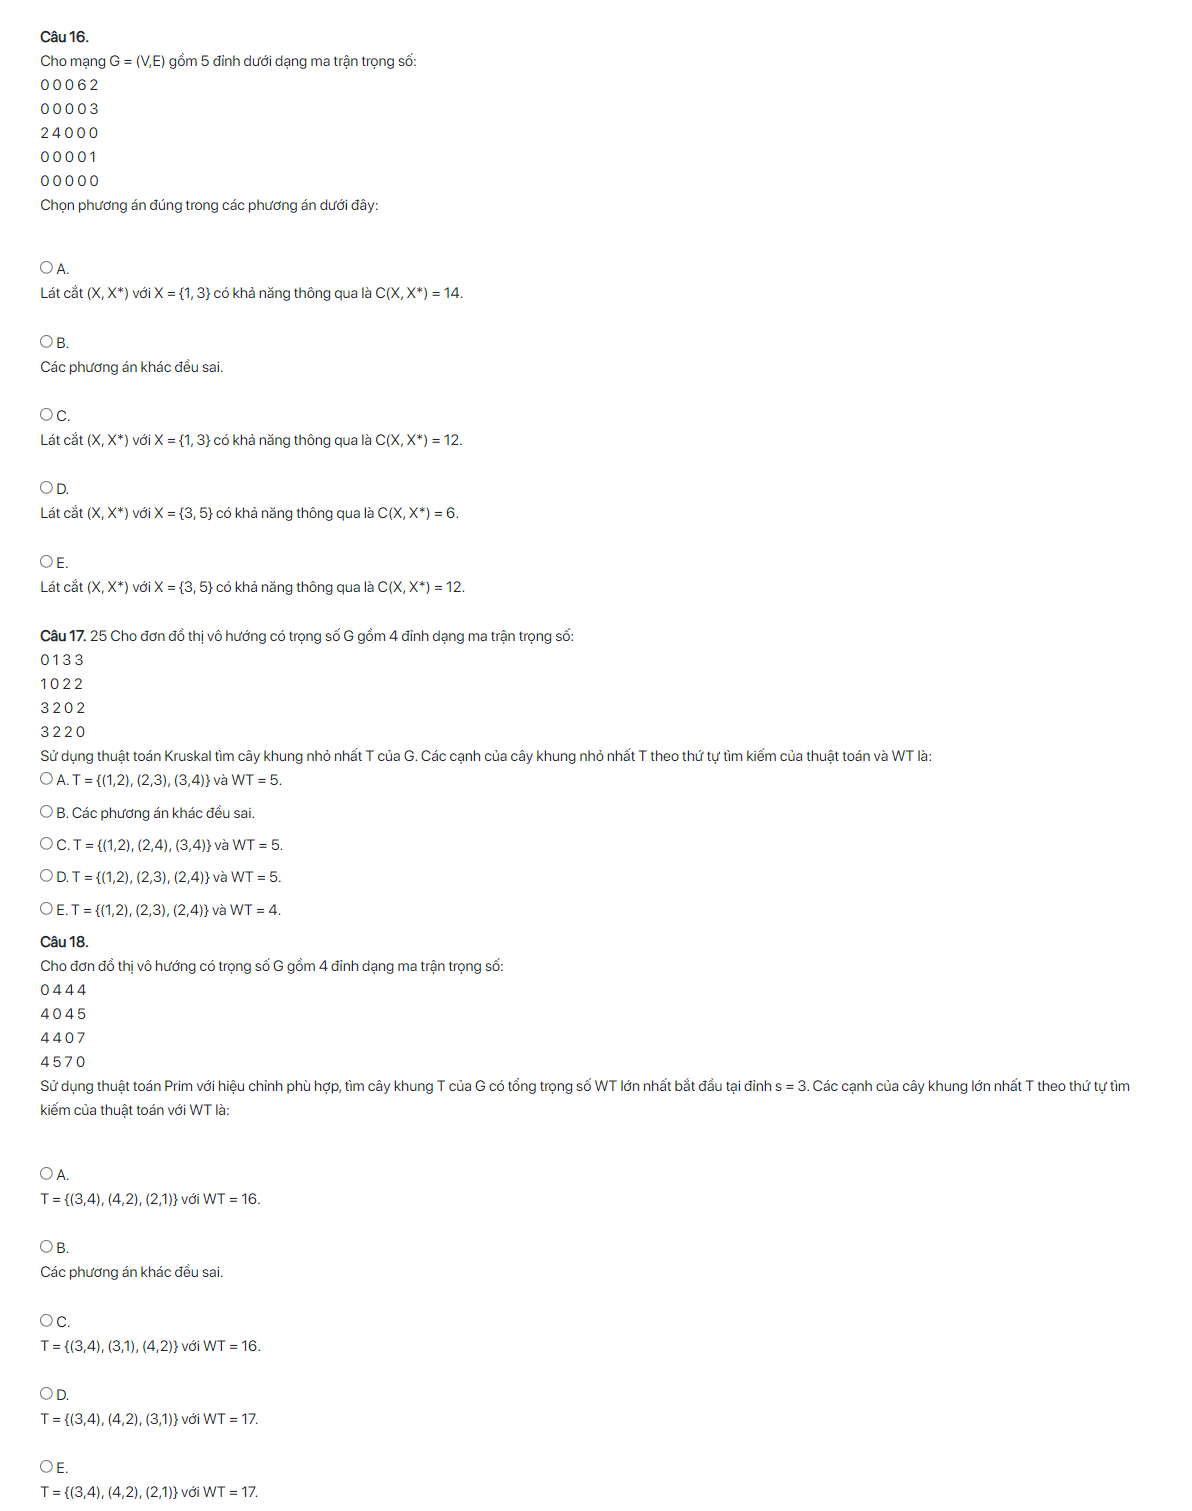 Câu 16.
Cho mạng G = (V,E) gồm 5 đỉnh dưới dạng ma trận trọng số:
0 0 0 6 2
0 0 0 0 3
2 4 0 0 0
0 0 0 0 1
0 0 0 0 0
Chọn phương án đúng trong các phương án dưới đây:
A.
Lát cắt (X, X*) với X = {1, 3} có khả năng thông qua là C(X, X*) = 14.
B.
Các phương án khác đều sai.
C.
Lát cắt (X, X*) với X = {1, 3} có khả năng thông qua là C(X, X*) = 12.
D.
Lát cắt (X, X*) với X = {3, 5} có khả năng thông qua là C(X, X*) = 6.
E.
Lát cắt (X, X*) với X = {3, 5} có khả năng thông qua là C(X, X*) = 12.
Câu 17. 25 Cho đơn đồ thị vô hướng có trọng số G gồm 4 đỉnh dạng ma trận trọng số:
0 1 3 3
1 0 2 2
3 2 0 2
3 2 2 0
Sử dụng thuật toán Kruskal tìm cây khung nhỏ nhất T của G. Các cạnh của cây khung nhỏ nhất T theo thứ tự tìm kiếm của thuật toán và WT là:
A. T = {(1,2), (2,3), (3,4)} và WT = 5.
B. Các phương án khác đều sai.
C. T = {(1,2), (2,4), (3,4)} và WT = 5.
D. T = {(1,2), (2,3), (2,4)} và WT = 5.
E. T = {(1,2), (2,3), (2,4)} và WT = 4.
Câu 18.
Cho đơn đồ thị vô hướng có trọng số G gồm 4 đỉnh dạng ma trận trọng số:
0 4 4 4
4 0 4 5
4 4 0 7
4 5 7 0
Sử dụng thuật toán Prim với hiệu chỉnh phù hợp, tìm cây khung T của G có tổng trọng số WT lớn nhất bắt đầu tại đỉnh s = 3. Các cạnh của cây khung lớn nhất T theo thứ tự tìm
kiếm của thuật toán với WT là:
A.
T = {(3,4), (4,2), (2,1)} với WT = 16.
B.
Các phương án khác đều sai.
C.
T = {(3,4), (3,1), (4,2)} với WT = 16.
D.
T = {(3,4), (4,2), (3,1)} với WT = 17.
E.
T = {(3,4), (4,2), (2,1)} với WT = 17.